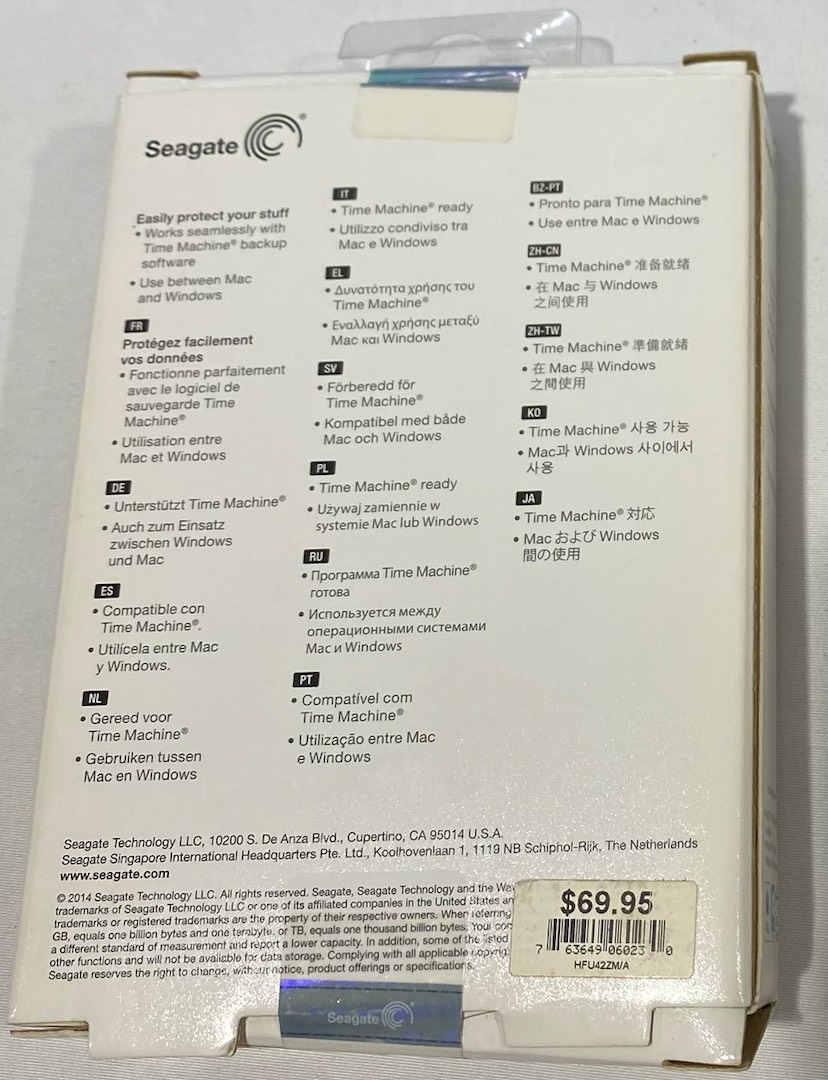 Seagate
Easily protect your stuff
• Works seamlessly with
Time Machine® backup
software
• Use between Mac
and Windows
FR
Protégez facilement
vos données
• Fonctionne parfaitement
avec le logiciel de
sauvegarde Time
Machine®
• Utilisation entre
Mac et Windows
DE
• Unterstützt Time Machine®
• Auch zum Einsatz
zwischen Windows
und Mac
ES
• Compatible con
Time Machine®.
• Utilícela entre Mac
y Windows.
NL
• Gereed voor
Time Machine®
• Gebruiken tussen
Mac en Windows
IT
• Time Machine® ready
• Utilizzo condiviso tra
Mac e Windows
EL
• Δυνατότητα χρήσης του
Time Machine®
• Εναλλαγή χρήσης μεταξύ
Mac και Windows
SV
• Förberedd för
Time Machine®
• Kompatibel med både
Mac och Windows
PL
• Time Machine® ready
• Używaj zamiennie w
systemie Mac lub Windows
RU
• Программа Time Machine®
готова
• Используется между
операционными системами
Mac и Windows
PT
• Compatível com
Time Machine®
• Utilização entre Mac
e Windows
BZ-PT
• Pronto para Time Machine®
• Use entre Mac e Windows
ZH-CN
• Time Machine® 准备就绪
• 在 Mac 与 Windows
之间使用
ZH-TW
• Time Machine® 準備就緒
• 在 Mac 與 Windows
之間使用
KO
• Time Machine® 사용 가능
• Mac과 Windows 사이에서
사용
JA
• Time Machine® 対応
• Mac および Windows
間の使用
Seagate Technology LLC, 10200 S. De Anza Blvd., Cupertino, CA 95014 U.S.A.
Seagate Singapore International Headquarters Pte. Ltd., Koolhovenlaan 1, 1119 NB Schiphol-Rijk, The Netherlands
www.seagate.com
© 2014 Seagate Technology LLC. All rights reserved. Seagate, Seagate Technology and the
trademarks of Seagate Technology LLC or one of its affiliated companies in the United States
trademarks or registered trademarks are the property of their respective owners. When referring
GB, equals one billion bytes and one terabyte, or TB, equals one thousand billion bytes. Your
a different standard of measurement and report a lower capacity. In addition, some of the listed
other functions and will not be available for data storage. Complying with all applicable
Seagate reserves the right to change, without notice, product offerings or specifications.
$69.95
7 63649 06023 0
HFU42ZM/A
Seagate